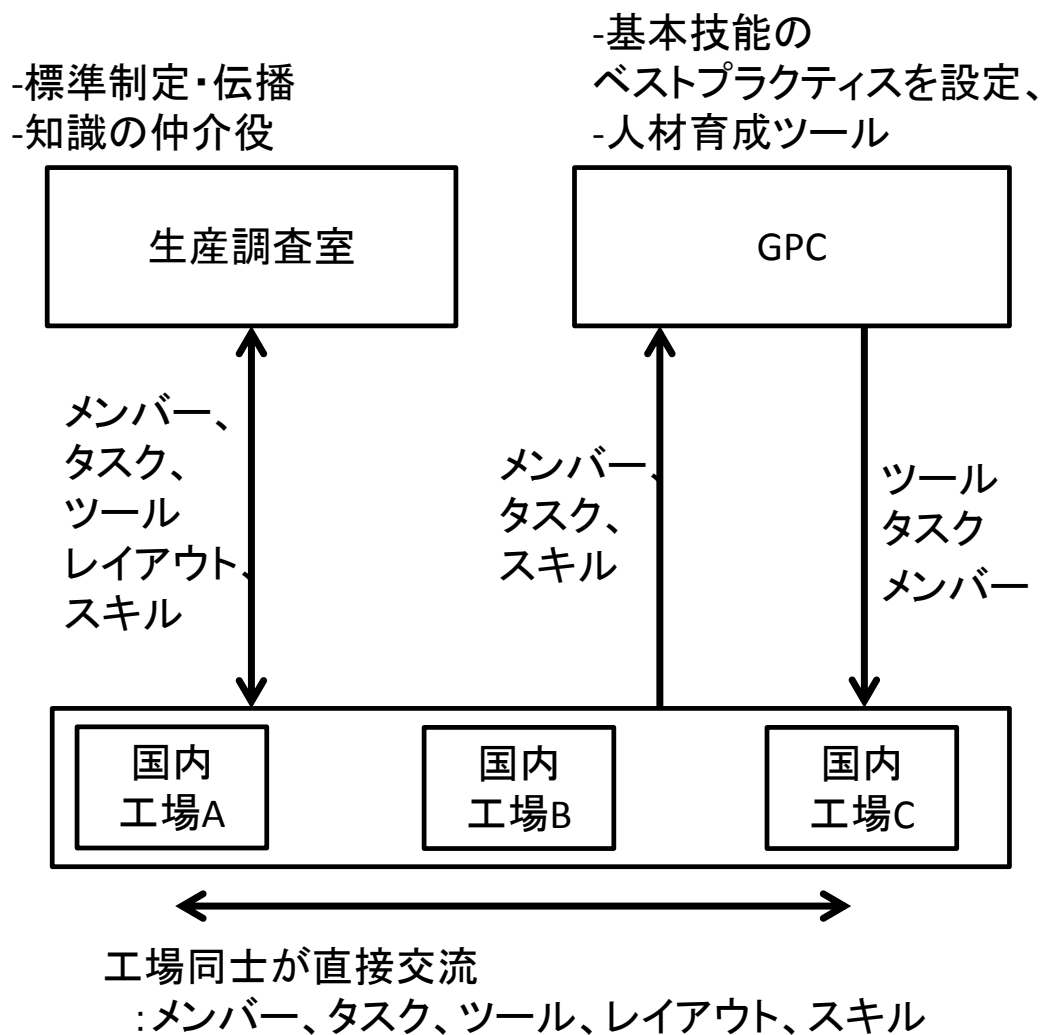 -標準制定・伝播
-知識の仲介役
-基本技能の
ベストプラクティスを設定、
-人材育成ツール
生産調査室
GPC
メンバー、
タスク、
ツール
レイアウト、
スキル
メンバー、
タスク、
スキル
ツール
タスク
メンバー
国内
工場A
国内
工場B
国内
工場C
工場同士が直接交流
:メンバー、タスク、ツール、レイアウト、スキル